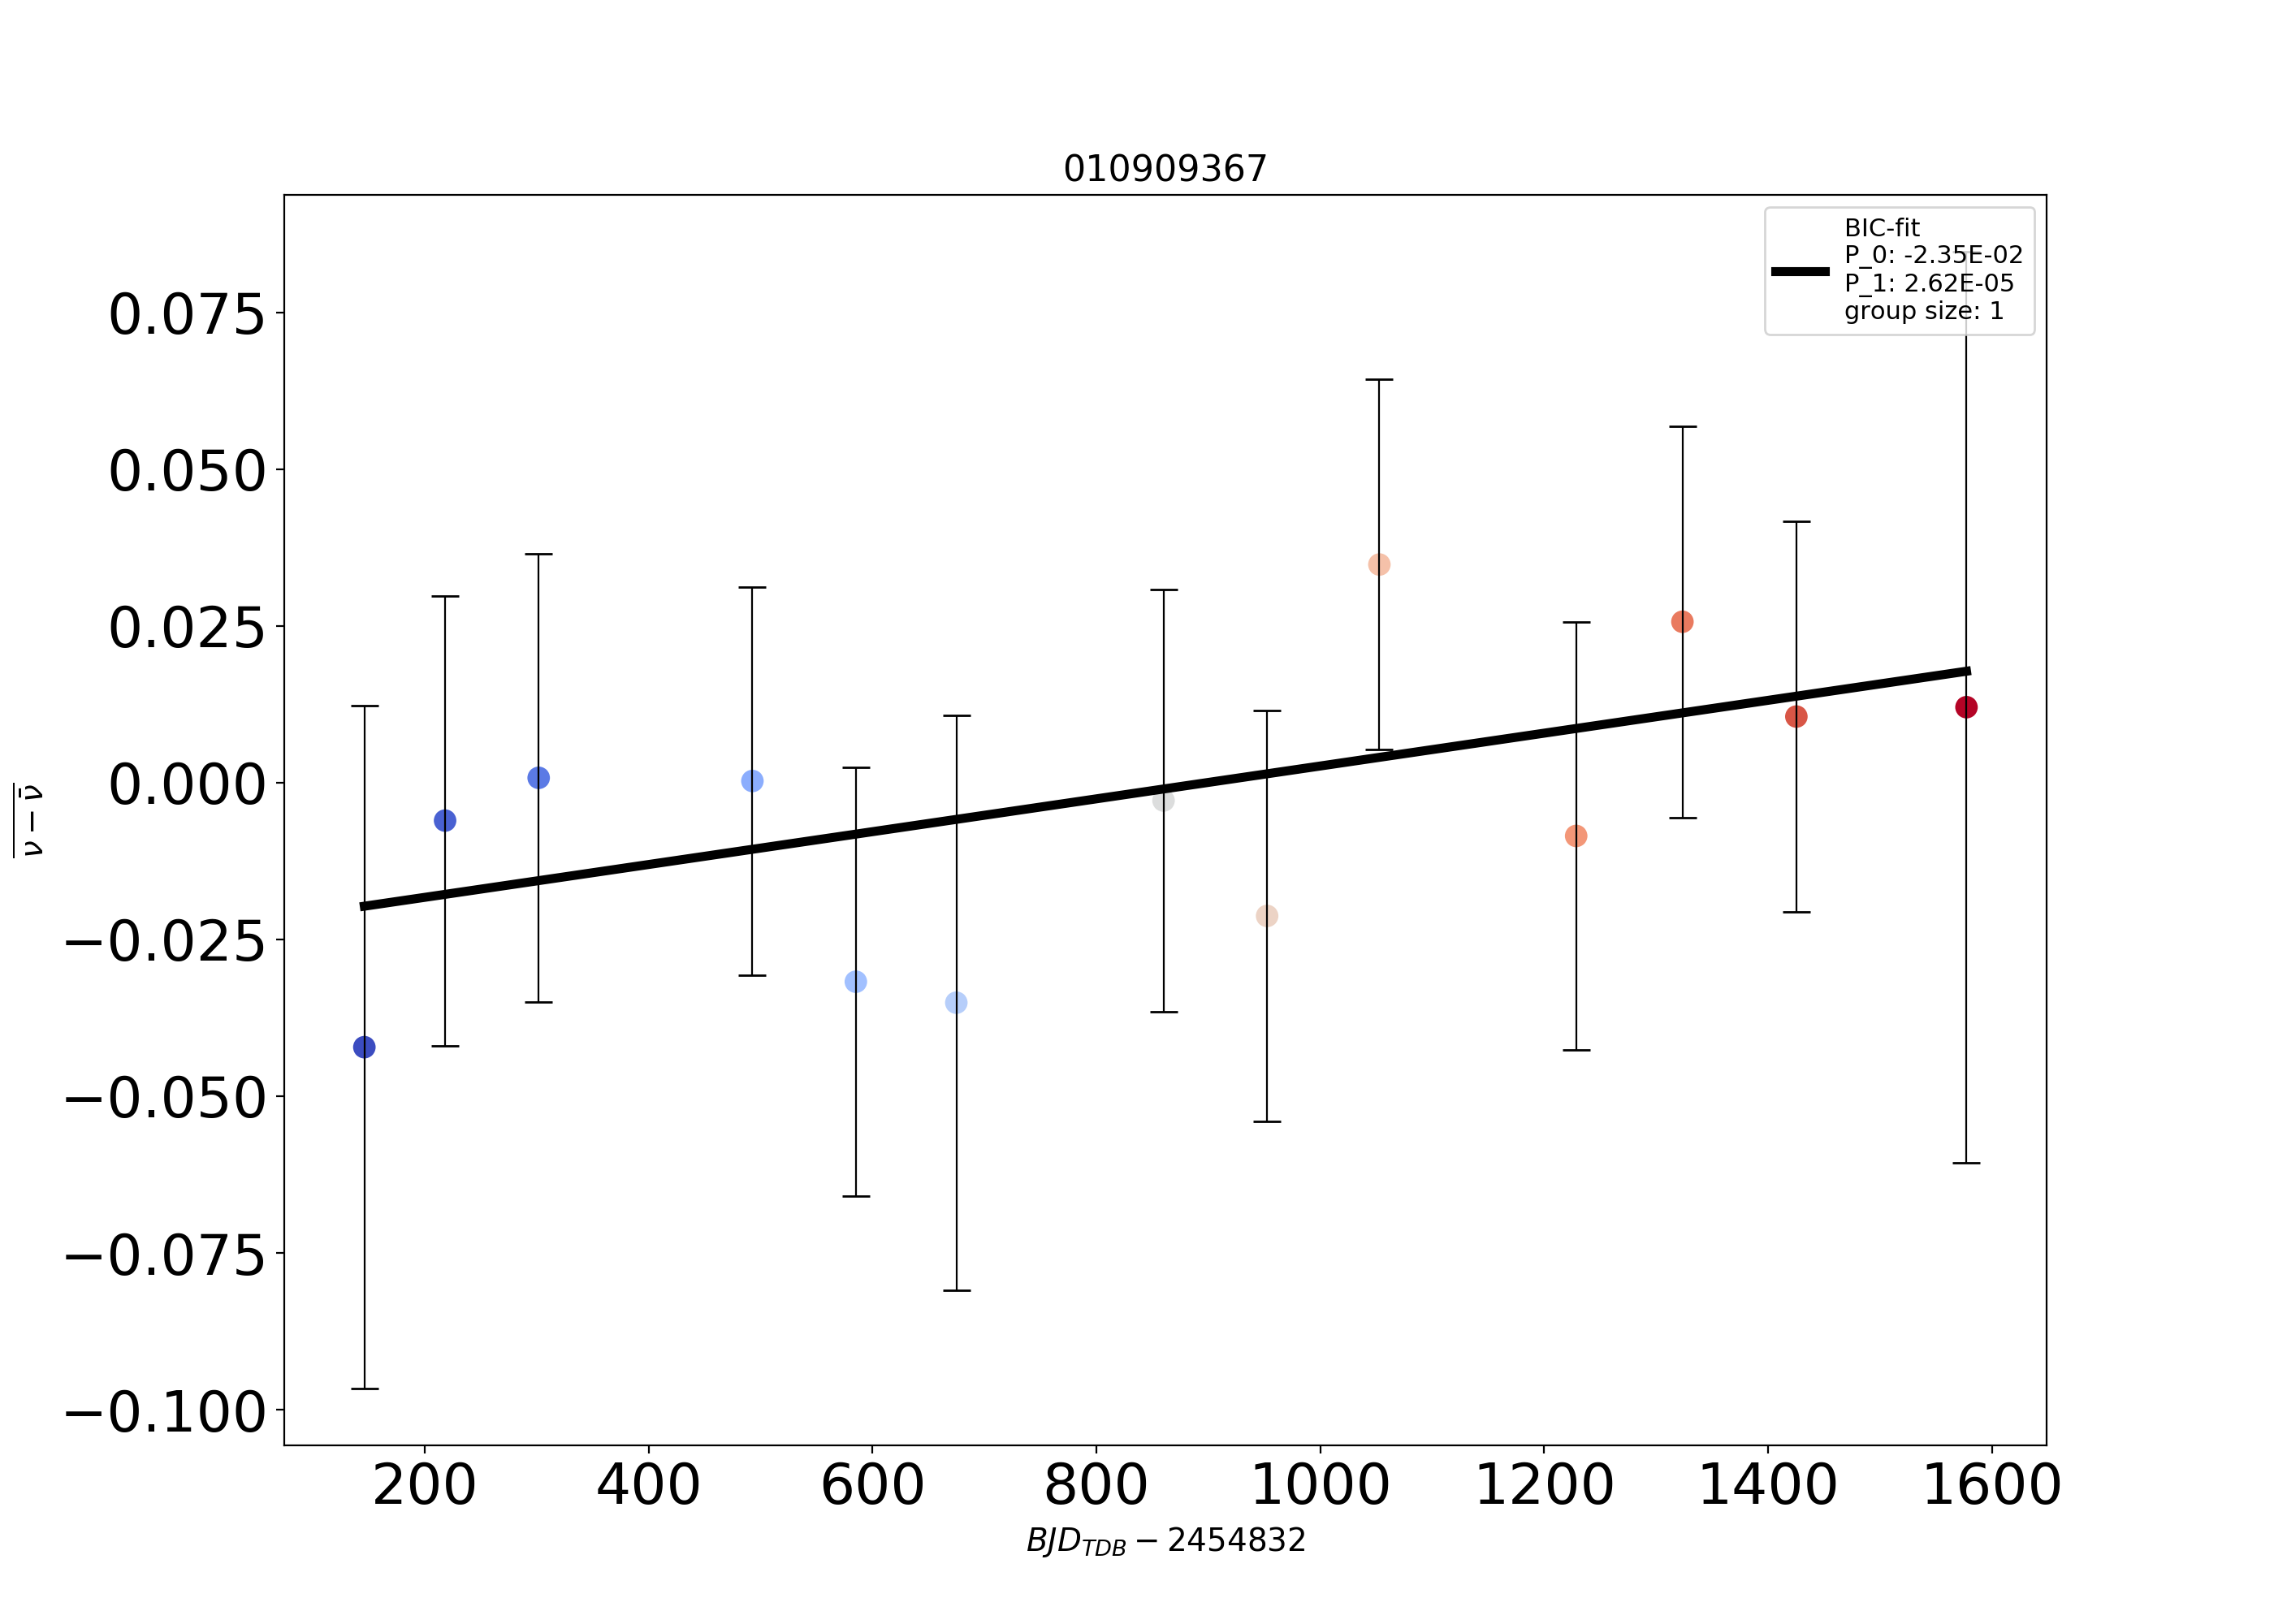 010909367
BIC-fit
P_0: -2.35E-02
P_1: 2.62E-05
group size: 1
0.075
0.050
0.025
0.000
−0.025
−0.050
−0.075
−0.100
ν − ν̄
200 400 600 800 1000 1200 1400 1600
BJD_TDB − 2454832